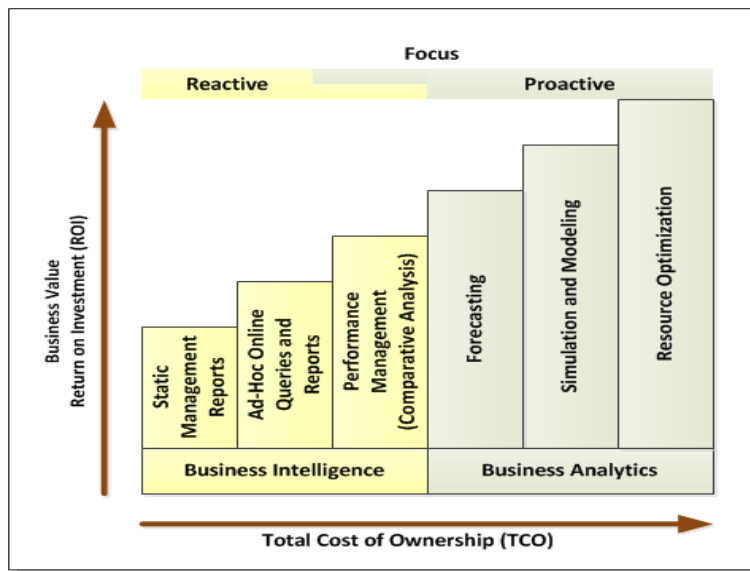 Focus
Reactive
Proactive
Business Value
Return on Investment (ROI)
Static
Management
Reports
Ad-Hoc Online
Queries and
Reports
Performance
Management
(Comparative Analysis)
Forecasting
Simulation and Modeling
Resource Optimization
Business Intelligence
Business Analytics
Total Cost of Ownership (TCO)